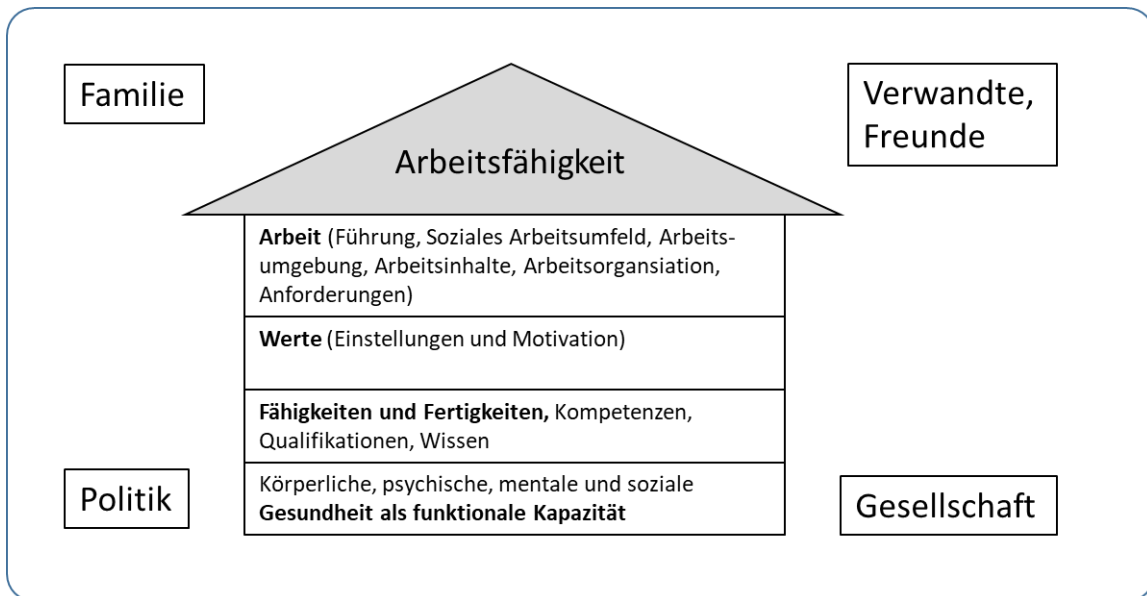 Familie
Verwandte,
Freunde
Arbeitsfähigkeit
Arbeit (Führung, Soziales Arbeitsumfeld, Arbeits-
umgebung, Arbeitsinhalte, Arbeitsorgansiation,
Anforderungen)
Werte (Einstellungen und Motivation)
Fähigkeiten und Fertigkeiten, Kompetenzen,
Qualifikationen, Wissen
Körperliche, psychische, mentale und soziale
Gesundheit als funktionale Kapazität
Politik
Gesellschaft